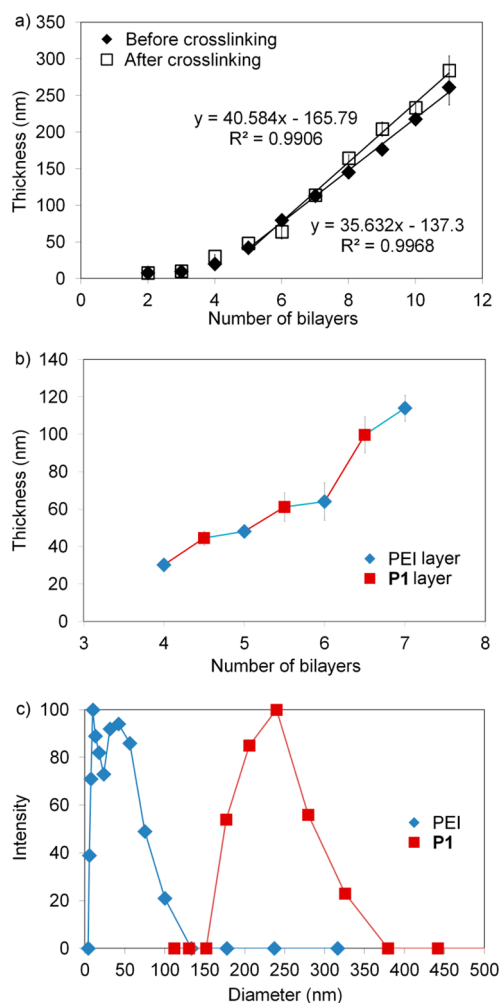 a)
350
300
250
200
150
100
50
0
Thickness (nm)
Before crosslinking
After crosslinking
y = 40.584x - 165.79
R² = 0.9906
y = 35.632x - 137.3
R² = 0.9968
0 2 4 6 8 10 12
Number of bilayers
b)
140
120
100
80
60
40
20
0
Thickness (nm)
PEI layer
P1 layer
3 4 5 6 7 8
Number of bilayers
c)
100
80
60
40
20
0
Intensity
PEI
P1
0 50 100 150 200 250 300 350 400 450 500
Diameter (nm)